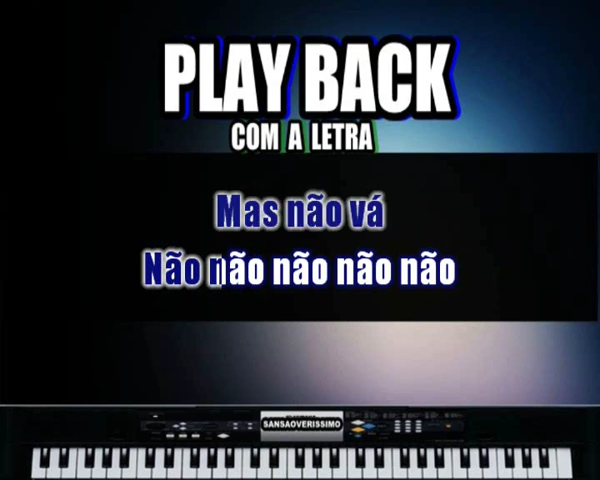 PLAY BACK
COM A LETRA
Mas não vá
Não não não não não
SANSAOVERISSIMO